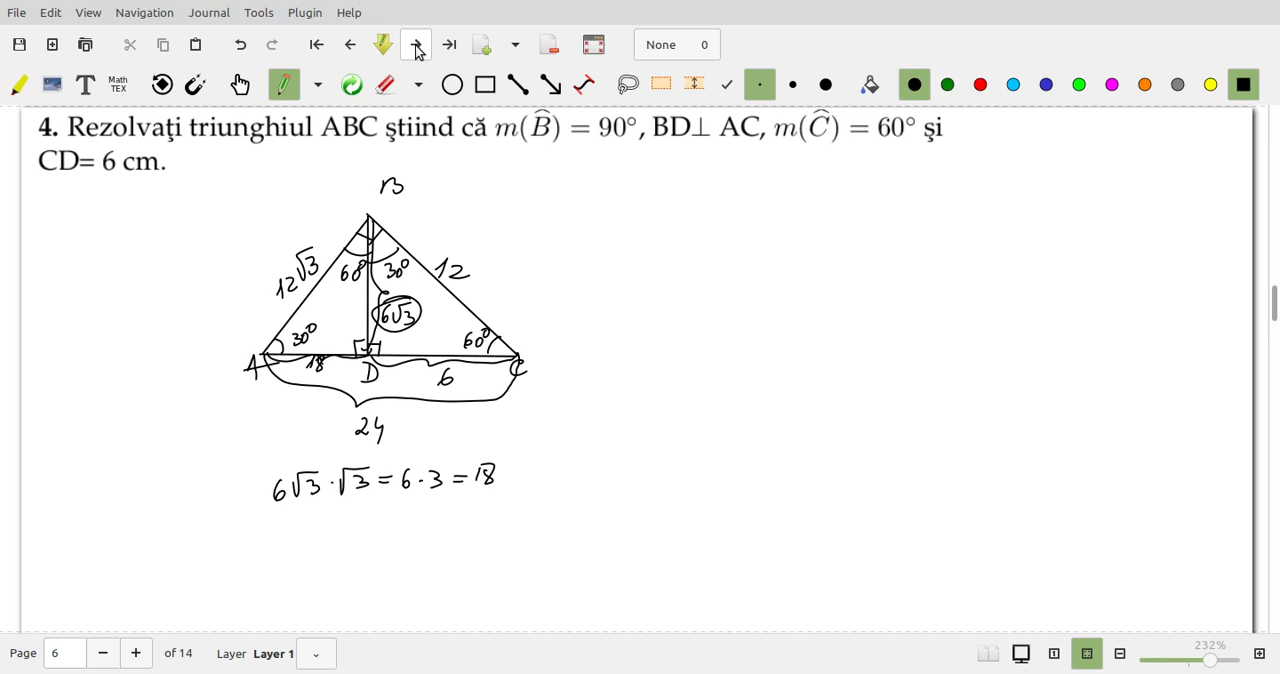 File Edit View Navigation Journal Tools Plugin Help
None 0
T Math TEX
4. Rezolvaţi triunghiul ABC ştiind că m(B̂) = 90°, BD⊥ AC, m(Ĉ) = 60° şi
CD= 6 cm.
B
12√3 60° 30° 12
6√3
30° 60°
A 18 D 6 C
24
6√3 · √3 = 6 · 3 = 18
Page 6 of 14 Layer Layer 1 232%